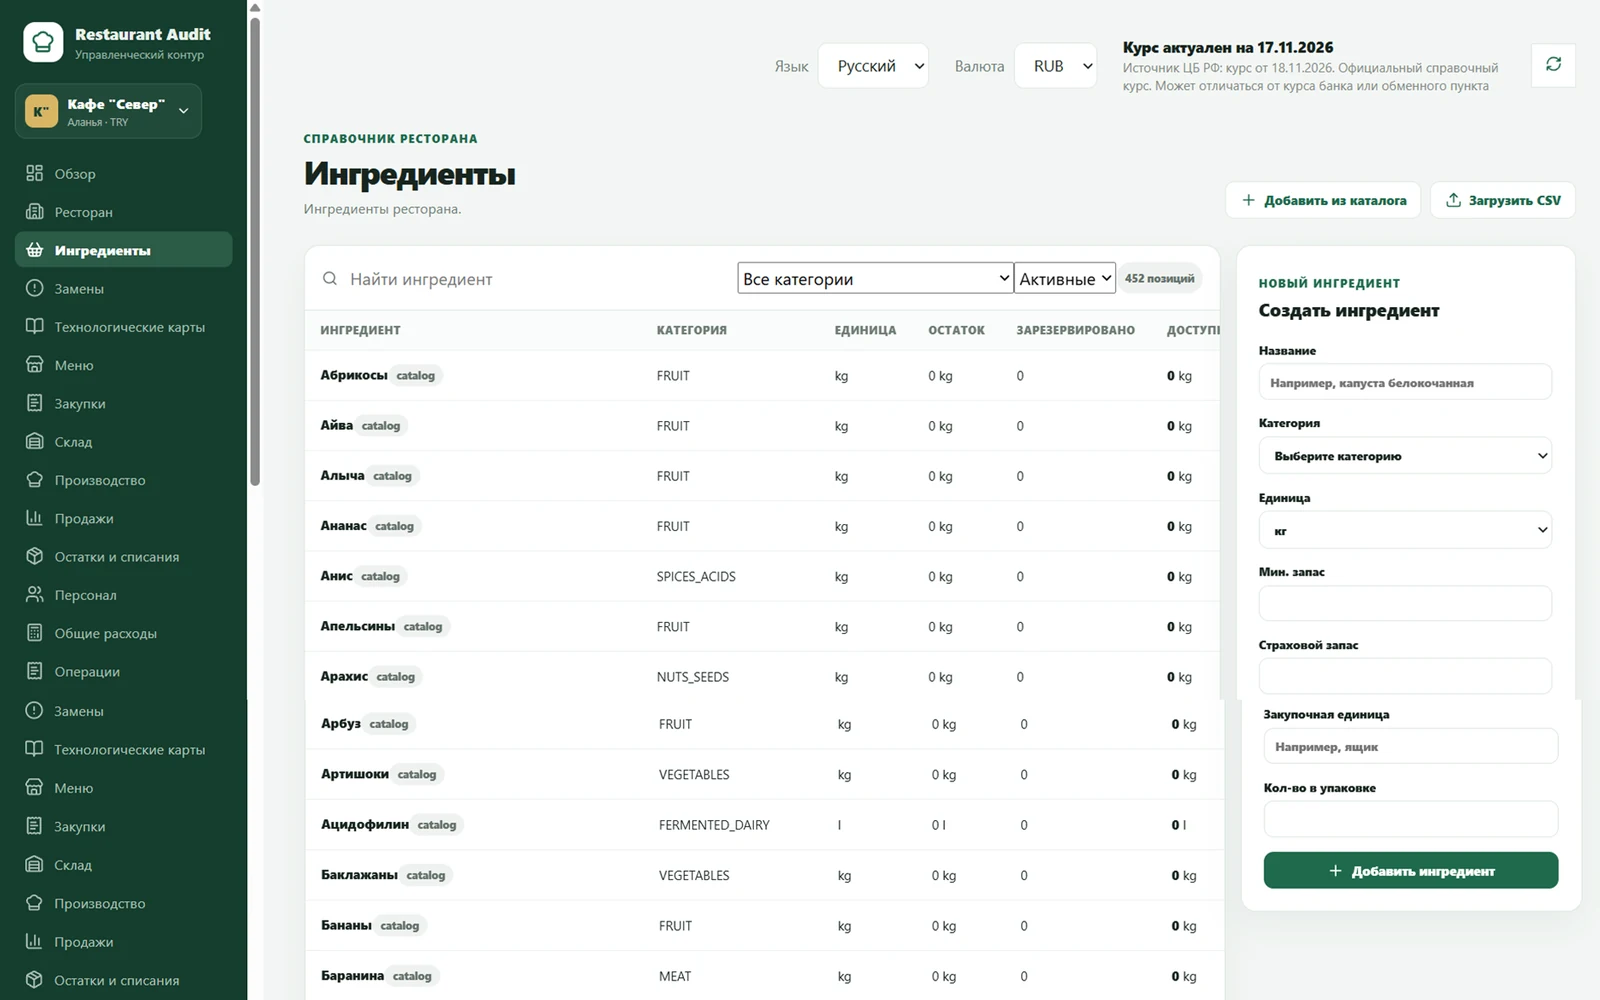 Restaurant Audit
Управленческий контур
К"
Кафе "Север"
Аланья · TRY
Обзор
Ресторан
Ингредиенты
Замены
Технологические карты
Меню
Закупки
Склад
Производство
Продажи
Остатки и списания
Персонал
Общие расходы
Операции
Замены
Технологические карты
Меню
Закупки
Склад
Производство
Продажи
Остатки и списания
Язык Русский Валюта RUB
Курс актуален на 17.11.2026
Источник ЦБ РФ: курс от 18.11.2026. Официальный справочный
курс. Может отличаться от курса банка или обменного пункта
СПРАВОЧНИК РЕСТОРАНА
Ингредиенты
Ингредиенты ресторана.
Добавить из каталога Загрузить CSV
Найти ингредиент Все категории Активные 452 позиций
ИНГРЕДИЕНТ КАТЕГОРИЯ ЕДИНИЦА ОСТАТОК ЗАРЕЗЕРВИРОВАНО ДОСТУПН
Абрикосы catalog FRUIT kg 0 kg 0 0 kg
Айва catalog FRUIT kg 0 kg 0 0 kg
Алыча catalog FRUIT kg 0 kg 0 0 kg
Ананас catalog FRUIT kg 0 kg 0 0 kg
Анис catalog SPICES_ACIDS kg 0 kg 0 0 kg
Апельсины catalog FRUIT kg 0 kg 0 0 kg
Арахис catalog NUTS_SEEDS kg 0 kg 0 0 kg
Арбуз catalog FRUIT kg 0 kg 0 0 kg
Артишоки catalog VEGETABLES kg 0 kg 0 0 kg
Ацидофилин catalog FERMENTED_DAIRY l 0 l 0 0 l
Баклажаны catalog VEGETABLES kg 0 kg 0 0 kg
Бананы catalog FRUIT kg 0 kg 0 0 kg
Баранина catalog MEAT kg 0 kg 0 0 kg
НОВЫЙ ИНГРЕДИЕНТ
Создать ингредиент
Название
Например, капуста белокочанная
Категория
Выберите категорию
Единица
кг
Мин. запас
Страховой запас
Закупочная единица
Например, ящик
Кол-во в упаковке
Добавить ингредиент